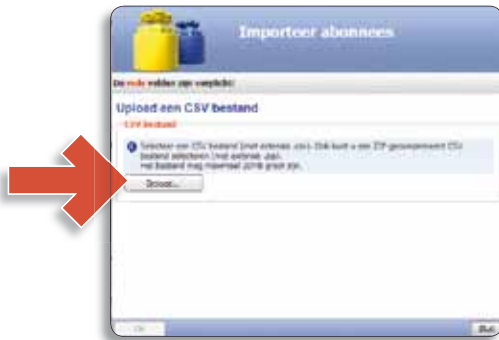 Importeer abonnees
De rode velden zijn verplicht!
Upload een CSV bestand
CSV bestand
Selecteer een CSV bestand (met extensie .csv). Ook kunt u een ZIP gecomprimeerd CSV
bestand selecteren (met extensie .zip).
Het bestand mag maximaal groot zijn.
Browse...
OK
Sluit